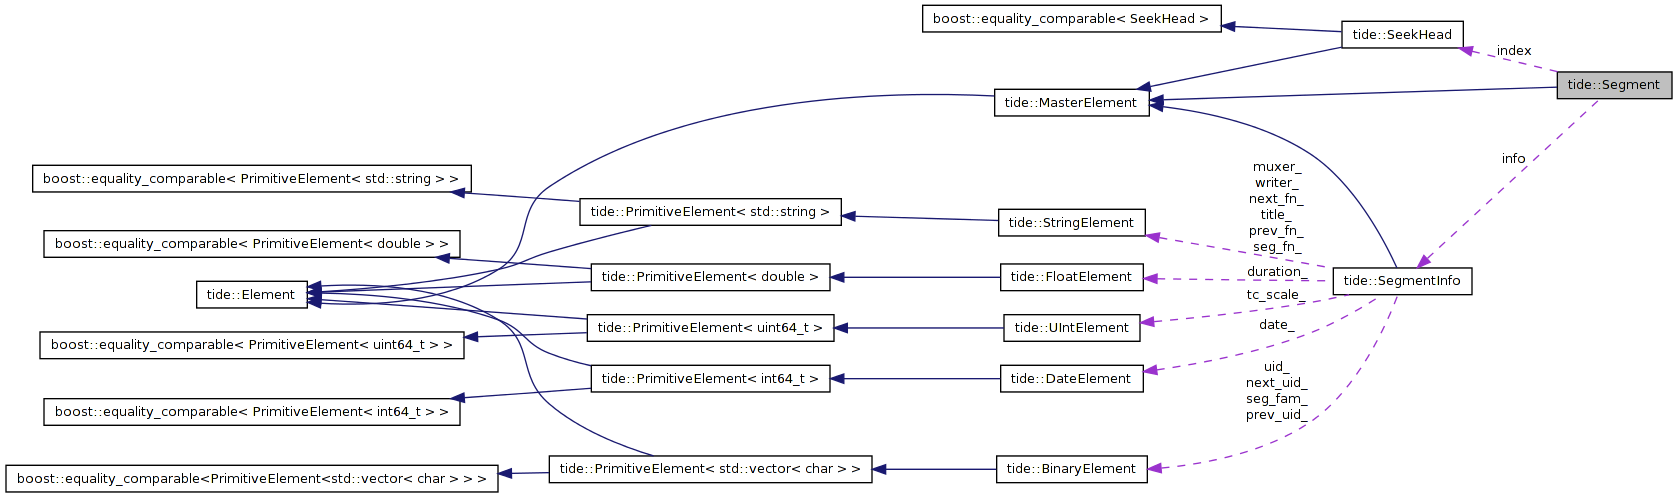 boost::equality_comparable< SeekHead >
tide::SeekHead
index
tide::Segment
tide::MasterElement
info
boost::equality_comparable< PrimitiveElement< std::string > >
tide::PrimitiveElement< std::string >
tide::StringElement
muxer_
writer_
next_fn_
title_
prev_fn_
seg_fn_
boost::equality_comparable< PrimitiveElement< double > >
tide::PrimitiveElement< double >
tide::FloatElement
duration_
tide::SegmentInfo
tide::Element
tc_scale_
tide::PrimitiveElement< uint64_t >
tide::UIntElement
date_
boost::equality_comparable< PrimitiveElement< uint64_t > >
tide::PrimitiveElement< int64_t >
tide::DateElement
uid_
next_uid_
seg_fam_
prev_uid_
boost::equality_comparable< PrimitiveElement< int64_t > >
tide::PrimitiveElement< std::vector< char > >
tide::BinaryElement
boost::equality_comparable<PrimitiveElement<std::vector< char > > >